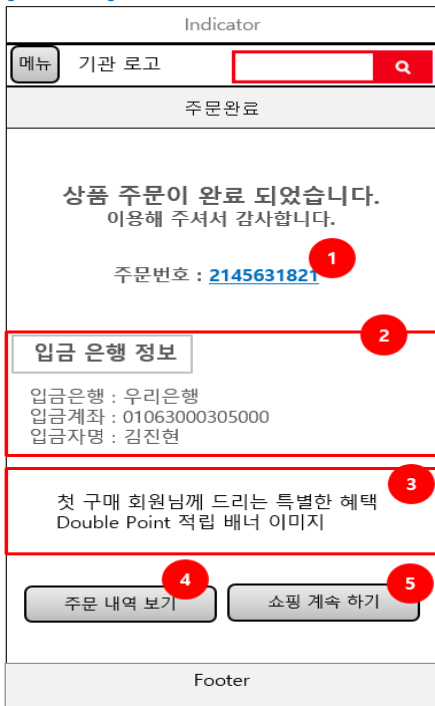 Indicator
메뉴 기관 로고
주문완료
상품 주문이 완료 되었습니다.
이용해 주셔서 감사합니다.
1
주문번호 : 2145631821
2
입금 은행 정보
입금은행 : 우리은행
입금계좌 : 01063000305000
입금자명 : 김진현
3
첫 구매 회원님께 드리는 특별한 혜택
Double Point 적립 배너 이미지
4 5
주문 내역 보기 쇼핑 계속 하기
Footer